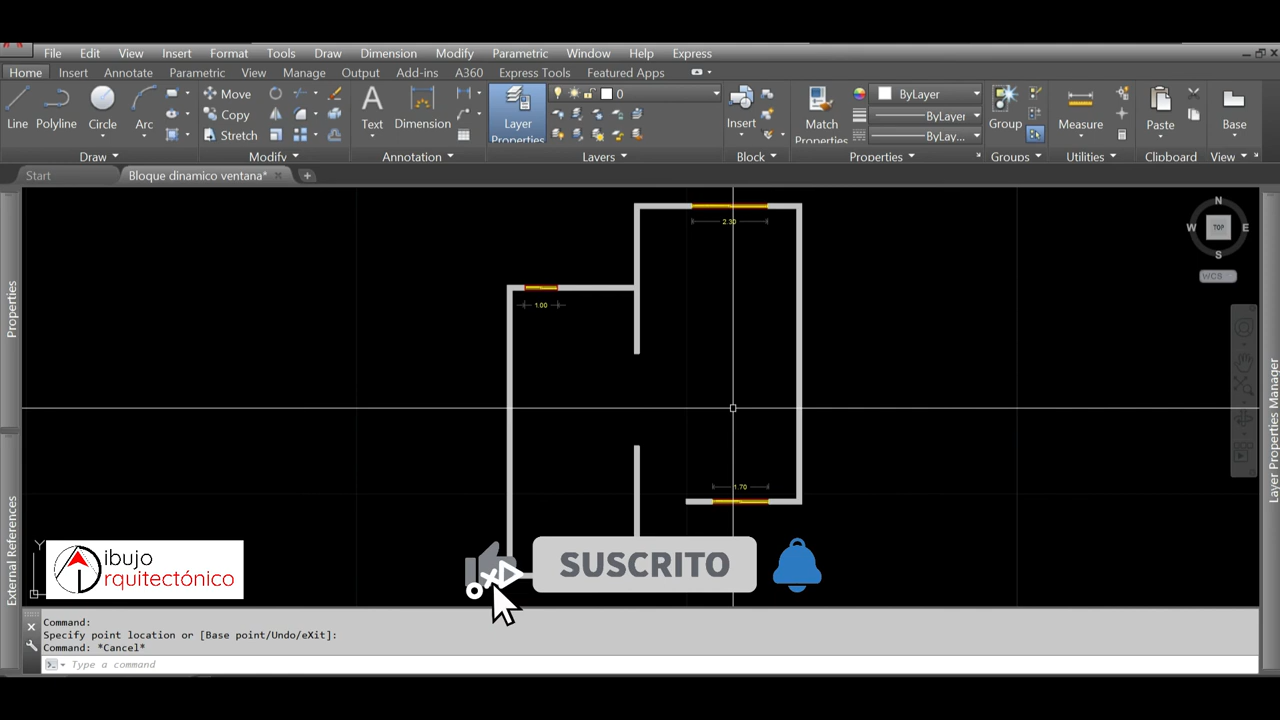 File Edit View Insert Format Tools Draw Dimension Modify Parametric Window Help Express
Home Insert Annotate Parametric View Manage Output Add-ins A360 Express Tools Featured Apps
Line Polyline Circle Arc
Move
Copy
Stretch
Text Dimension
Layer
Properties
0
Insert
Match
Properties
ByLayer
ByLayer
ByLay...
Group
Measure
Paste
Base
Draw Modify Annotation Layers Block Properties Groups Utilities Clipboard View
Start Bloque dinamico ventana*
2.30
1.00
1.70
N
W TOP E
S
WCS
Properties
External References
Layer Properties Manager
Y
ibujo
rquitectónico
SUSCRITO
Command:
Specify point location or [Base point/Undo/eXit]:
Command: *Cancel*
Type a command